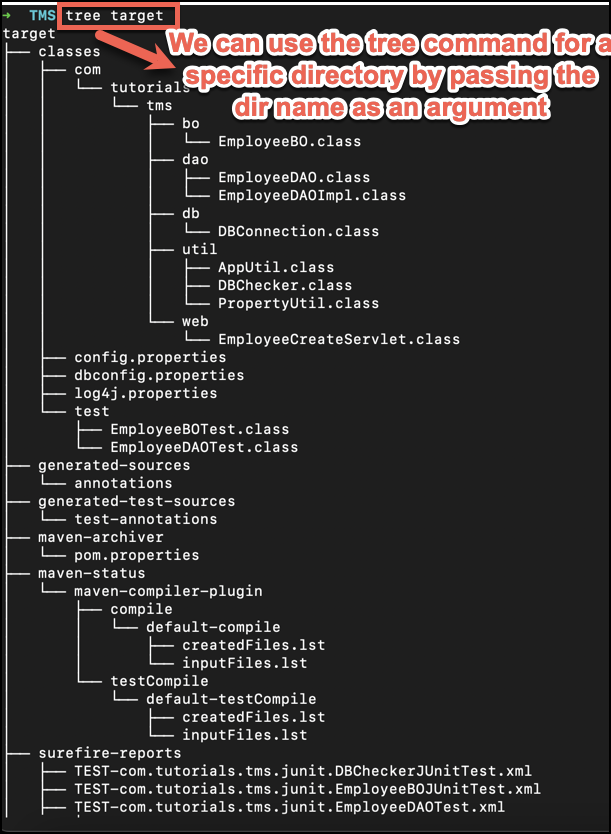 ➜ TMS tree target
We can use the tree command for a
specific directory by passing the
dir name as an argument
target
├── classes
│   ├── com
│   │   └── tutorials
│   │       └── tms
│   │           ├── bo
│   │           │   └── EmployeeBO.class
│   │           ├── dao
│   │           │   ├── EmployeeDAO.class
│   │           │   └── EmployeeDAOImpl.class
│   │           ├── db
│   │           │   └── DBConnection.class
│   │           ├── util
│   │           │   ├── AppUtil.class
│   │           │   ├── DBChecker.class
│   │           │   └── PropertyUtil.class
│   │           └── web
│   │               └── EmployeeCreateServlet.class
│   ├── config.properties
│   ├── dbconfig.properties
│   ├── log4j.properties
│   └── test
│       ├── EmployeeBOTest.class
│       └── EmployeeDAOTest.class
├── generated-sources
│   └── annotations
├── generated-test-sources
│   └── test-annotations
├── maven-archiver
│   └── pom.properties
├── maven-status
│   └── maven-compiler-plugin
│       ├── compile
│       │   └── default-compile
│       │       ├── createdFiles.lst
│       │       └── inputFiles.lst
│       └── testCompile
│           └── default-testCompile
│               ├── createdFiles.lst
│               └── inputFiles.lst
├── surefire-reports
│   ├── TEST-com.tutorials.tms.junit.DBCheckerJUnitTest.xml
│   ├── TEST-com.tutorials.tms.junit.EmployeeBOJUnitTest.xml
│   ├── TEST-com.tutorials.tms.junit.EmployeeDAOTest.xml